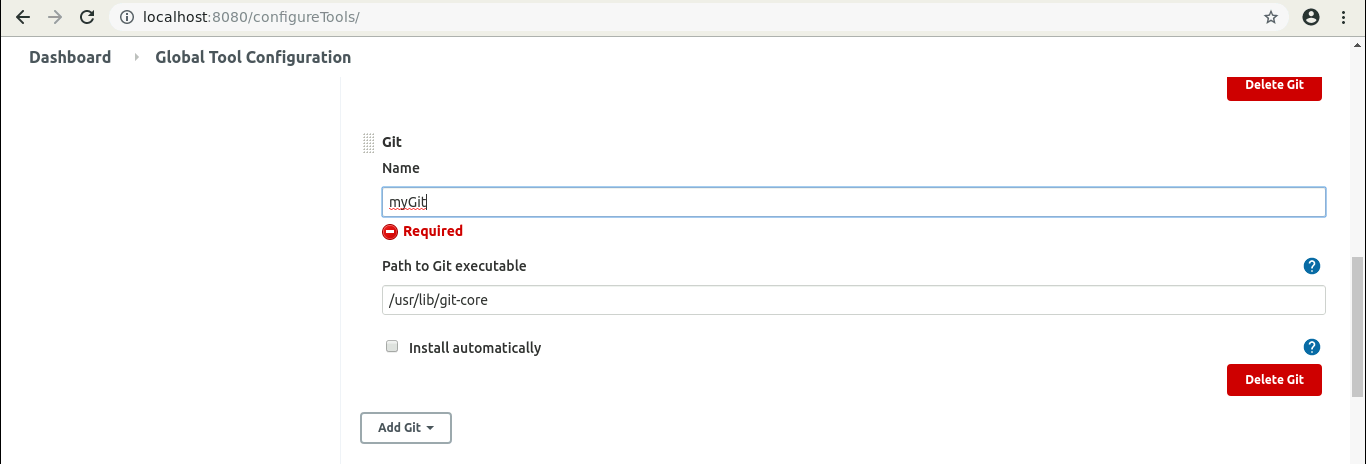 localhost:8080/configureTools/
Dashboard Global Tool Configuration
Delete Git
Git
Name
myGit
Required
Path to Git executable
/usr/lib/git-core
Install automatically
Delete Git
Add Git